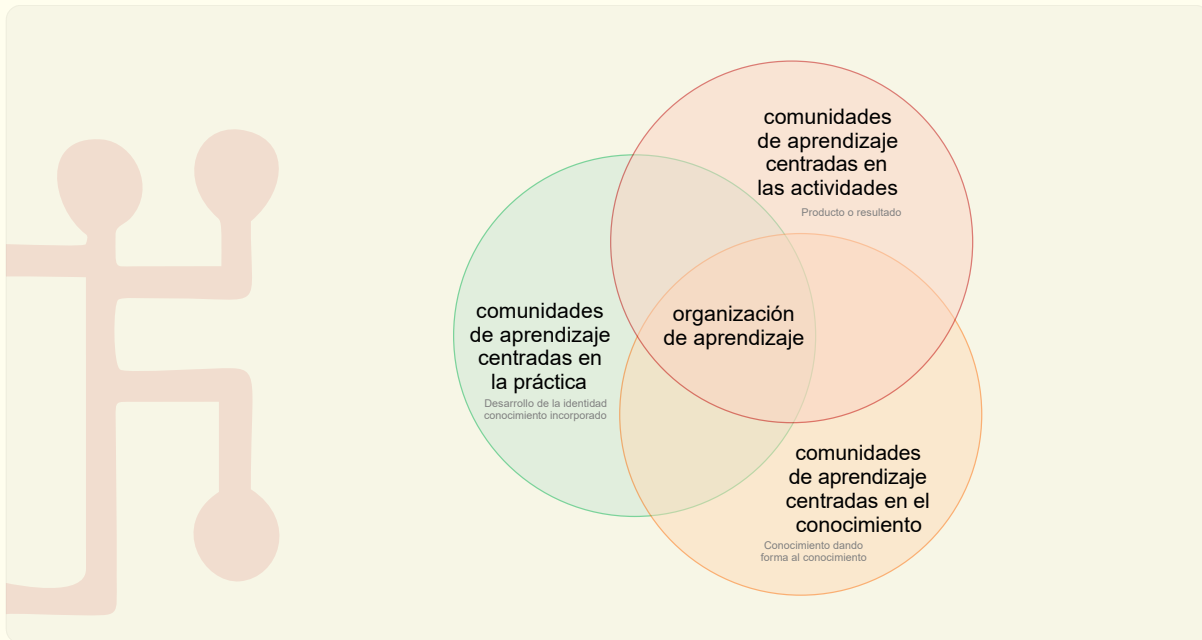 comunidades
de aprendizaje
centradas en
las actividades
Producto o resultado
comunidades
de aprendizaje
centradas en
la práctica
Desarrollo de la identidad
conocimiento incorporado
organización
de aprendizaje
comunidades
de aprendizaje
centradas en el
conocimiento
Conocimiento dando
forma al conocimiento